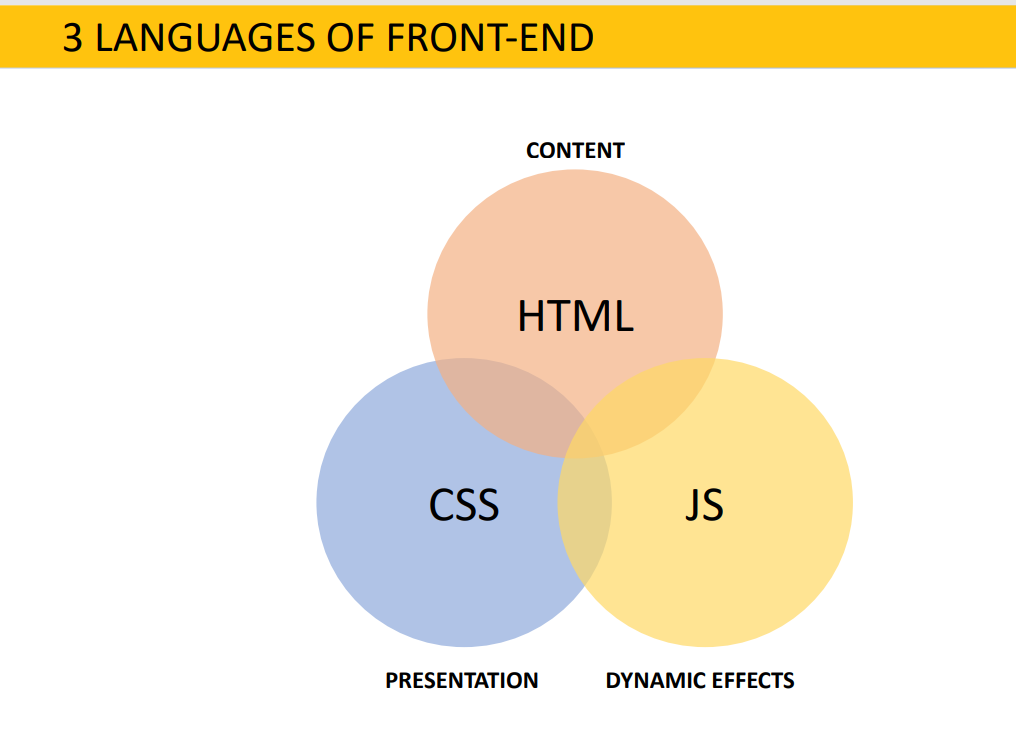 3 LANGUAGES OF FRONT-END
CONTENT
HTML
CSS
JS
PRESENTATION
DYNAMIC EFFECTS